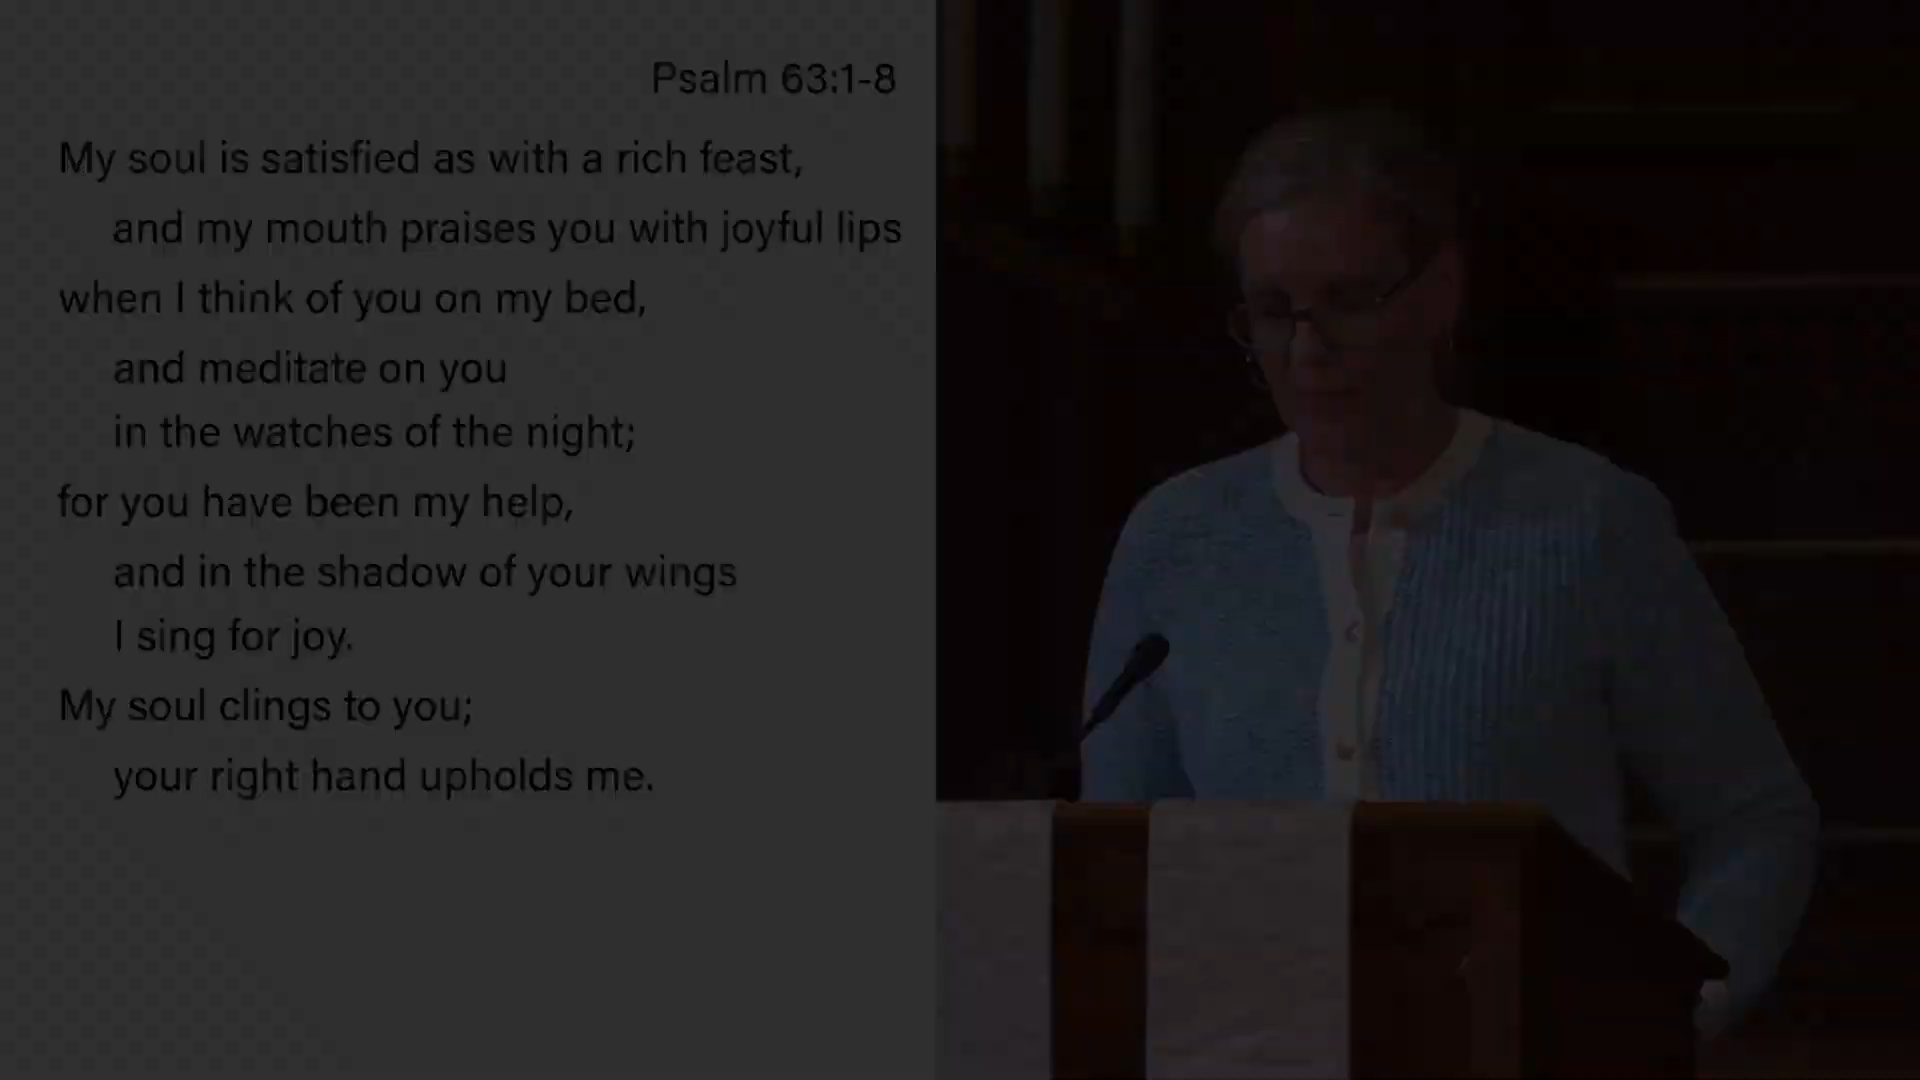 Psalm 63:1-8
My soul is satisfied as with a rich feast,
and my mouth praises you with joyful lips
when I think of you on my bed,
and meditate on you
in the watches of the night;
for you have been my help,
and in the shadow of your wings
I sing for joy.
My soul clings to you;
your right hand upholds me.